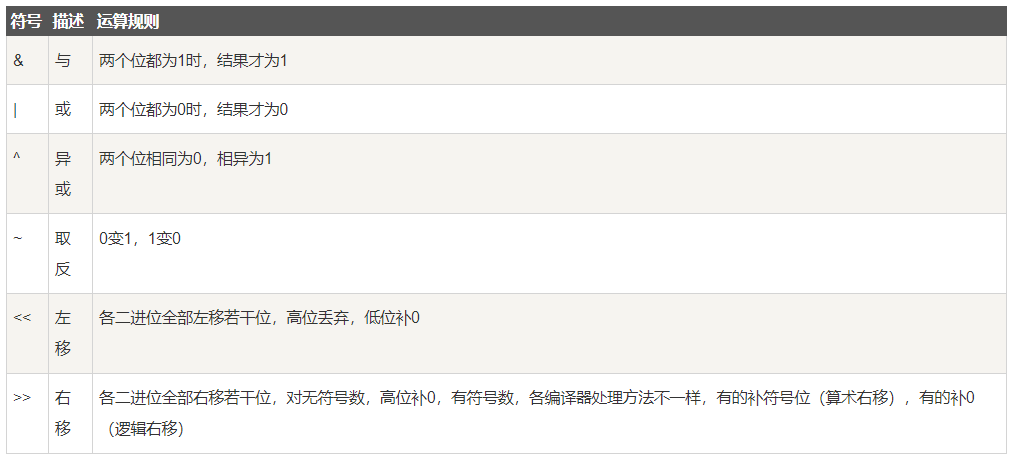 符号 描述 运算规则
& 与 两个位都为1时，结果才为1
| 或 两个位都为0时，结果才为0
^ 异 两个位相同为0，相异为1
或
~ 取 0变1，1变0
反
<< 左 各二进位全部左移若干位，高位丢弃，低位补0
移
>> 右 各二进位全部右移若干位，对无符号数，高位补0，有符号数，各编译器处理方法不一样，有的补符号位（算术右移），有的补0
移 （逻辑右移）